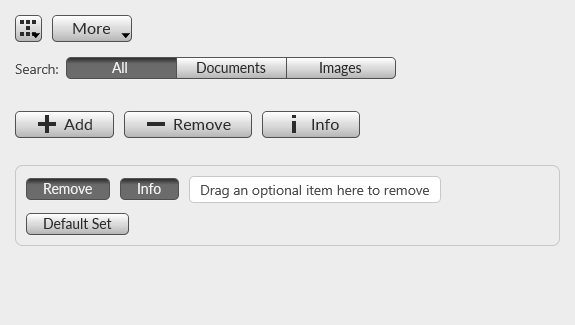 More
Search: All Documents Images
Add Remove Info
Remove Info Drag an optional item here to remove
Default Set